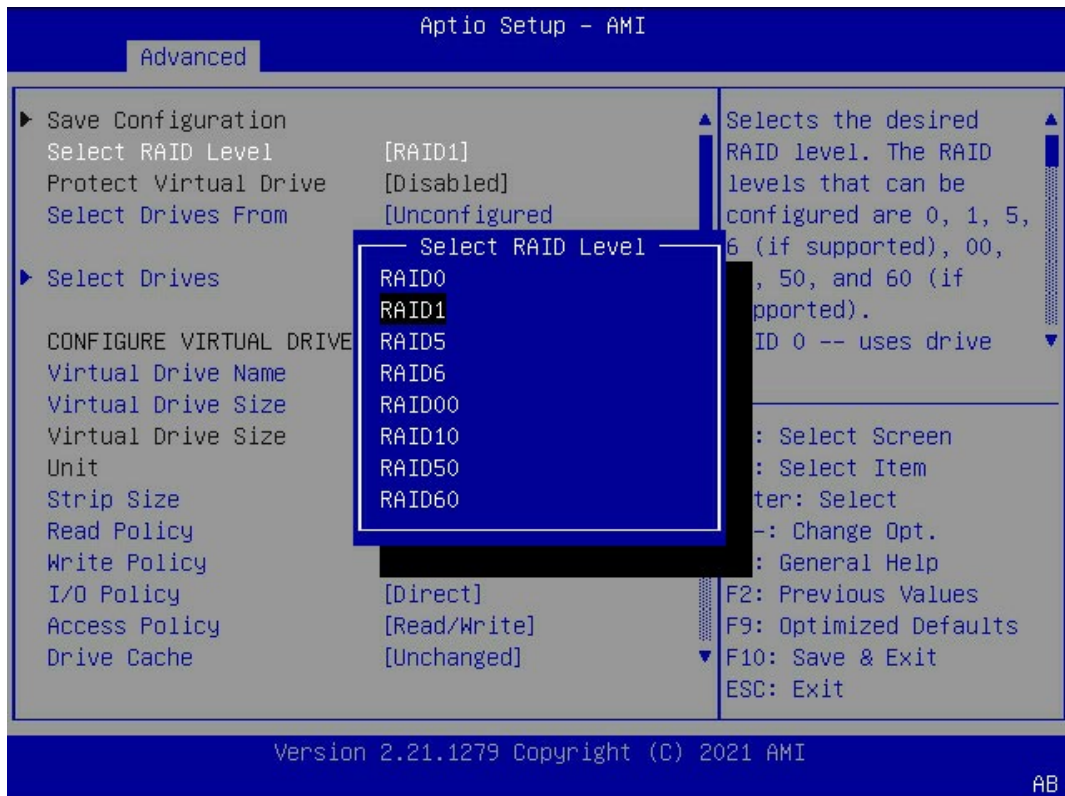 Aptio Setup – AMI
Advanced
Save Configuration
Select RAID Level [RAID1]
Protect Virtual Drive [Disabled]
Select Drives From [Unconfigured
Select Drives
CONFIGURE VIRTUAL DRIVE
Virtual Drive Name
Virtual Drive Size
Virtual Drive Size
Unit
Strip Size
Read Policy
Write Policy
I/O Policy [Direct]
Access Policy [Read/Write]
Drive Cache [Unchanged]
Select RAID Level
RAID0
RAID1
RAID5
RAID6
RAID00
RAID10
RAID50
RAID60
Selects the desired
RAID level. The RAID
levels that can be
configured are 0, 1, 5,
6 (if supported), 00,
, 50, and 60 (if
pported).
ID 0 -- uses drive
: Select Screen
: Select Item
ter: Select
-: Change Opt.
: General Help
F2: Previous Values
F9: Optimized Defaults
F10: Save & Exit
ESC: Exit
Version 2.21.1279 Copyright (C) 2021 AMI
AB